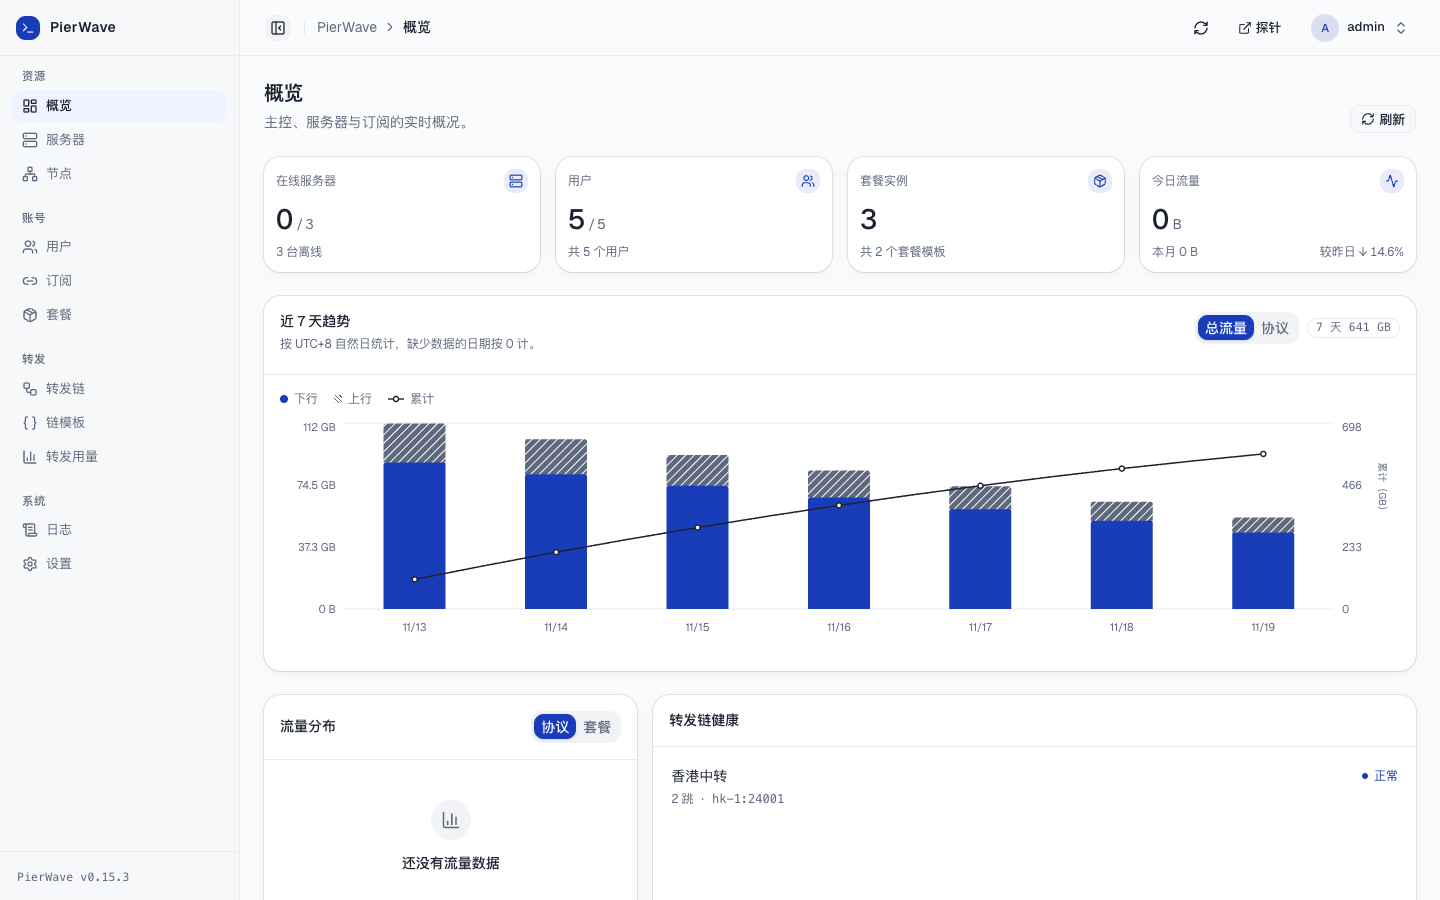 PierWave
PierWave > 概览
探针
A
admin
资源
概览
服务器
节点
账号
用户
订阅
套餐
转发
转发链
链模板
转发用量
系统
日志
设置
PierWave v0.15.3
概览
主控、服务器与订阅的实时概况。
刷新
在线服务器
0 / 3
3 台离线
用户
5 / 5
共 5 个用户
套餐实例
3
共 2 个套餐模板
今日流量
0 B
本月 0 B
较昨日 ↓ 14.6%
近 7 天趋势
按 UTC+8 自然日统计，缺少数据的日期按 0 计。
总流量 协议
7 天 641 GB
下行 上行 累计
112 GB
74.5 GB
37.3 GB
0 B
698
466
233
0
累计 (GB)
11/13 11/14 11/15 11/16 11/17 11/18 11/19
流量分布
协议 套餐
还没有流量数据
转发链健康
香港中转
正常
2 跳 · hk-1:24001